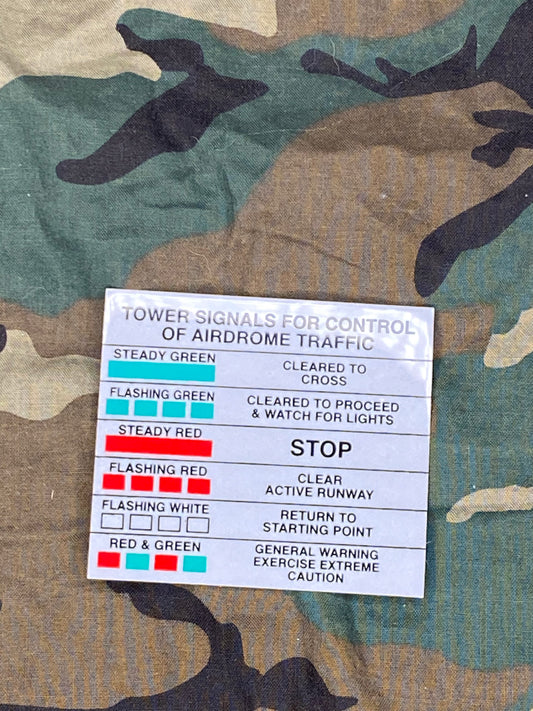 TOWER SIGNALS FOR CONTROL
OF AIRDROME TRAFFIC
STEADY GREEN
CLEARED TO
CROSS
FLASHING GREEN
CLEARED TO PROCEED
& WATCH FOR LIGHTS
STEADY RED
STOP
FLASHING RED
CLEAR
ACTIVE RUNWAY
FLASHING WHITE
RETURN TO
STARTING POINT
RED & GREEN
GENERAL WARNING
EXERCISE EXTREME
CAUTION